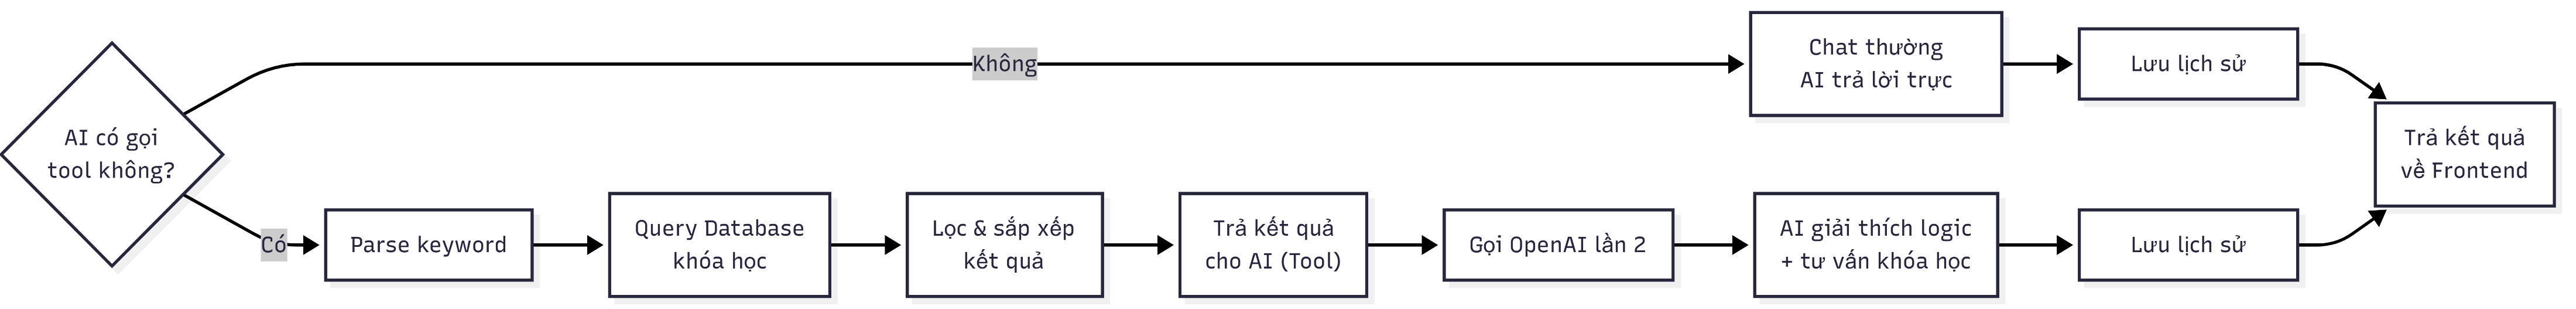 AI có gọi
tool không?
Không
Chat thường
AI trả lời trực
Lưu lịch sử
Có
Parse keyword
Query Database
khóa học
Lọc & sắp xếp
kết quả
Trả kết quả
cho AI (Tool)
Gọi OpenAI lần 2
AI giải thích logic
+ tư vấn khóa học
Lưu lịch sử
Trả kết quả
về Frontend